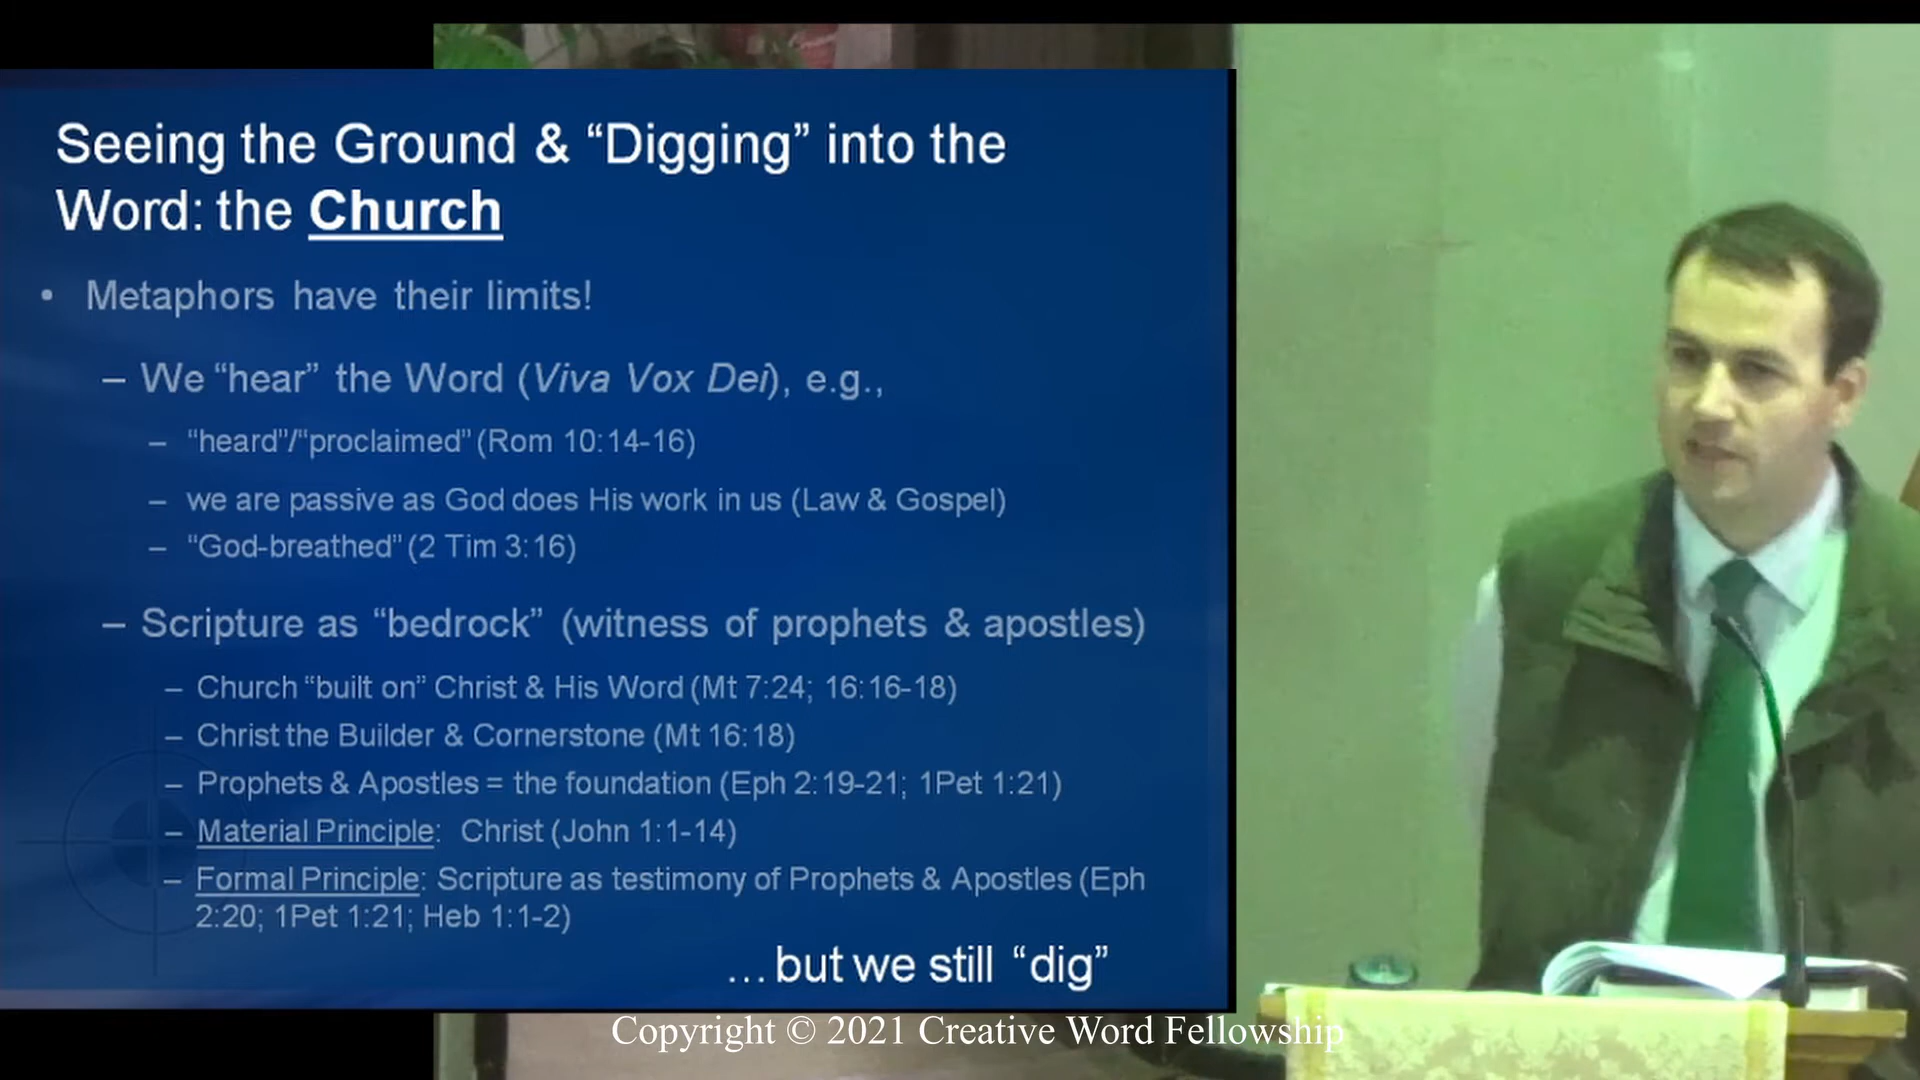 Seeing the Ground & “Digging” into the
Word: the Church
• Metaphors have their limits!
– We “hear” the Word (Viva Vox Dei), e.g.,
– “heard”/“proclaimed” (Rom 10:14-16)
– we are passive as God does His work in us (Law & Gospel)
– “God-breathed” (2 Tim 3:16)
– Scripture as “bedrock” (witness of prophets & apostles)
– Church “built on” Christ & His Word (Mt 7:24; 16:16-18)
– Christ the Builder & Cornerstone (Mt 16:18)
– Prophets & Apostles = the foundation (Eph 2:19-21; 1Pet 1:21)
– Material Principle: Christ (John 1:1-14)
– Formal Principle: Scripture as testimony of Prophets & Apostles (Eph
2:20; 1Pet 1:21; Heb 1:1-2)
…but we still “dig”
Copyright © 2021 Creative Word Fellowship